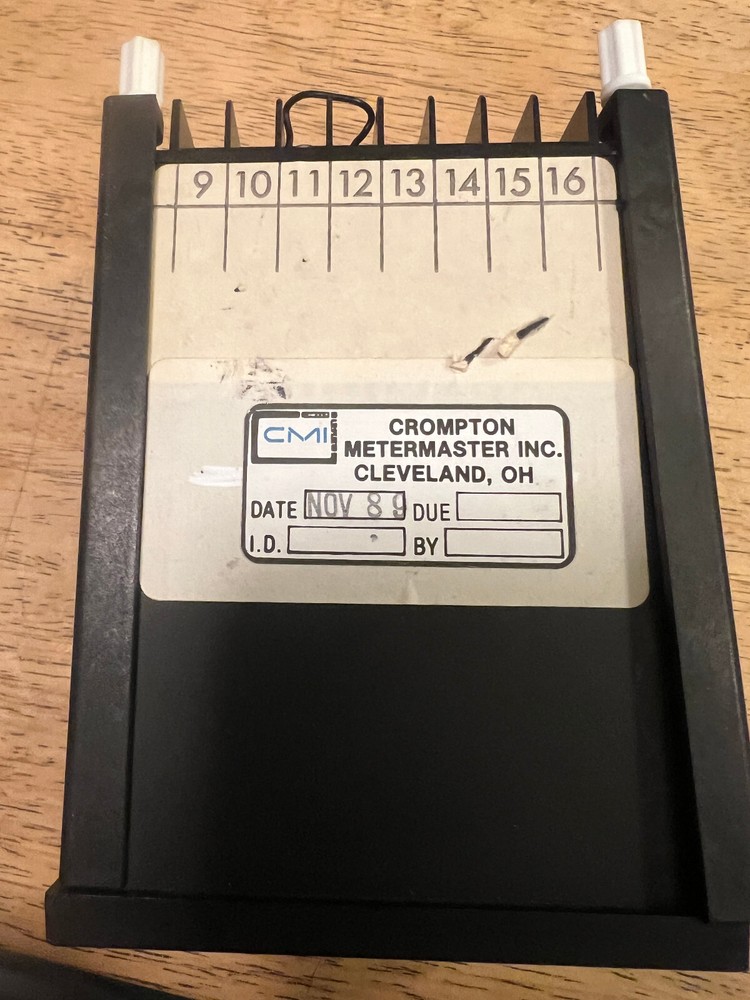 9 10 11 12 13 14 15 16
CMI
CROMPTON
METERMASTER INC.
CLEVELAND, OH
DATE NOV 89 DUE
I.D. BY